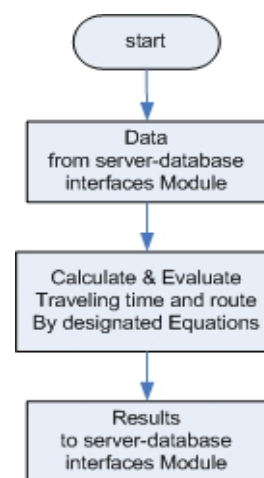 start
Data
from server-database
interfaces Module
Calculate & Evaluate
Traveling time and route
By designated Equations
Results
to server-database
interfaces Module